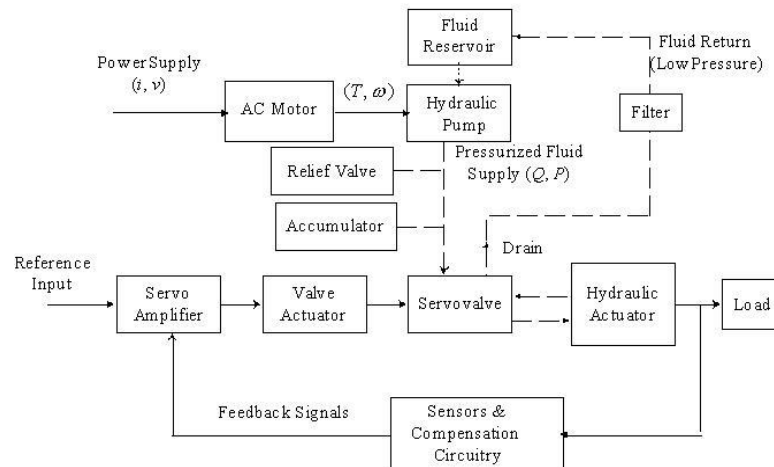 Fluid
Reservoir
Fluid Return
(Low Pressure)
Power Supply
(i, v)
(T, ω)
AC Motor
Hydraulic
Pump
Filter
Pressurized Fluid
Supply (Q, P)
Relief Valve
Accumulator
Drain
Reference
Input
Servo
Amplifier
Valve
Actuator
Servovalve
Hydraulic
Actuator
Load
Feedback Signals
Sensors &
Compensation
Circuitry